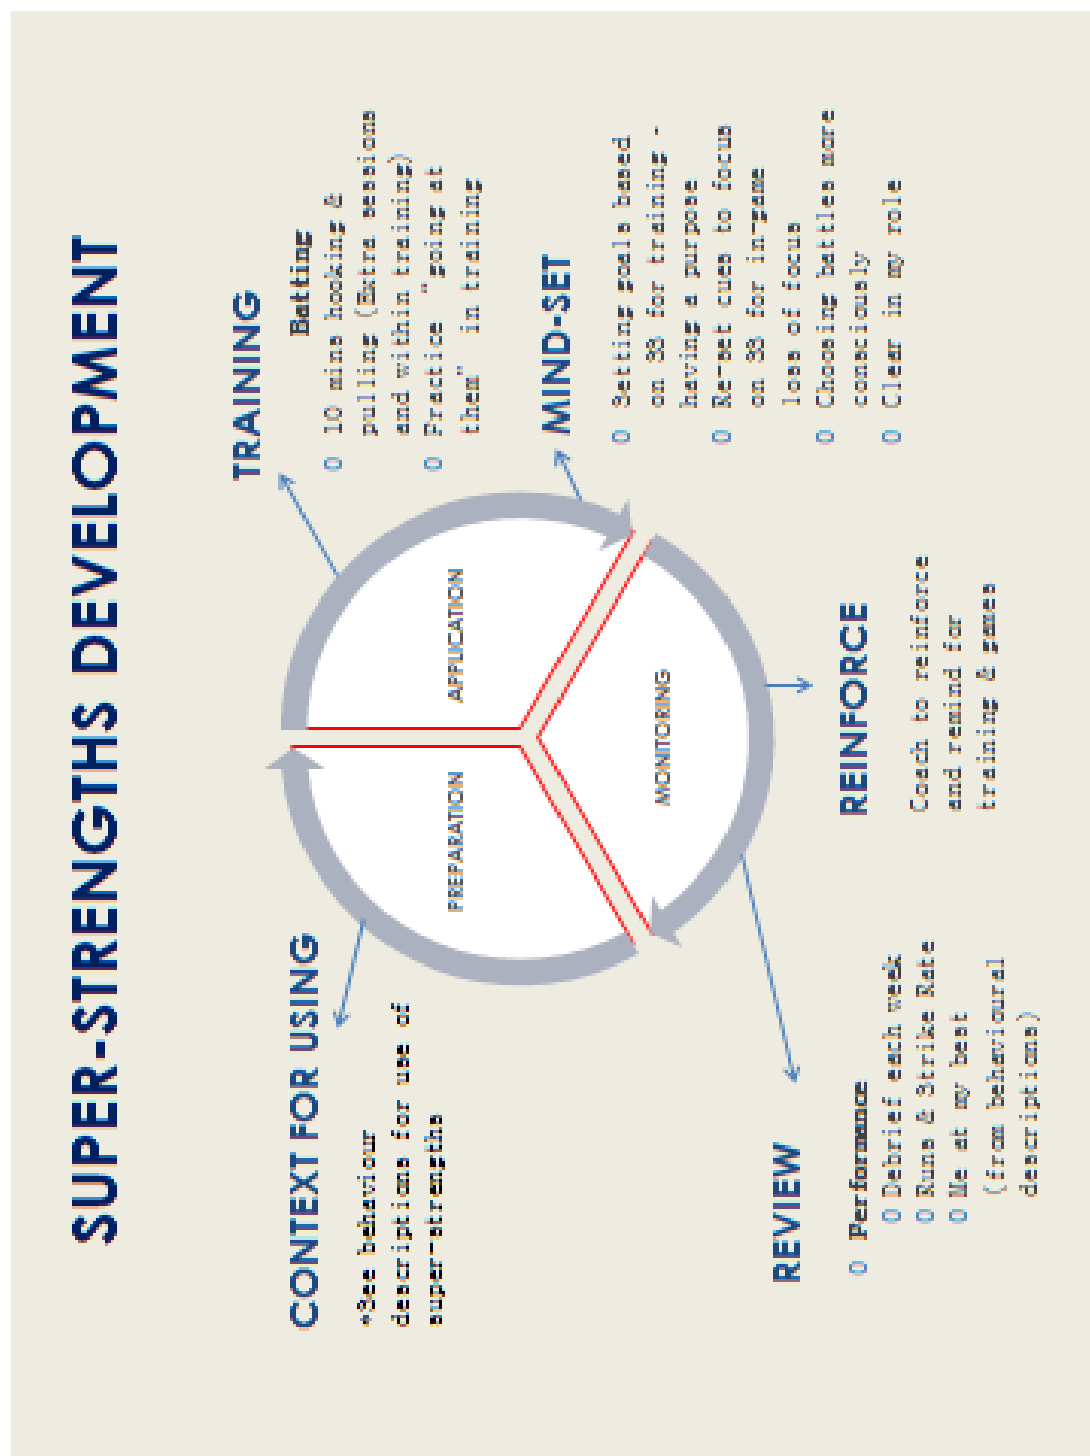 SUPER-STRENGTHS DEVELOPMENT
CONTEXT FOR USING
*See behaviour
descriptions for use of
super-strengths
PREPARATION
APPLICATION
MONITORING
TRAINING
Batting
O 10 mins hooking &
pulling (Extra sessions
and within training)
O Practice "going at
them" in training
MIND-SET
O Setting goals based
on SS for training -
having a purpose
O Re-set cues to focus
on SS for in-game
loss of focus
O Choosing battles more
consciously
O Clear in my role
REVIEW
O Performance
O Debrief each week
O Runs & Strike Rate
O Me at my best
(from behavioural
descriptions)
REINFORCE
Coach to reinforce
and remind for
training & games